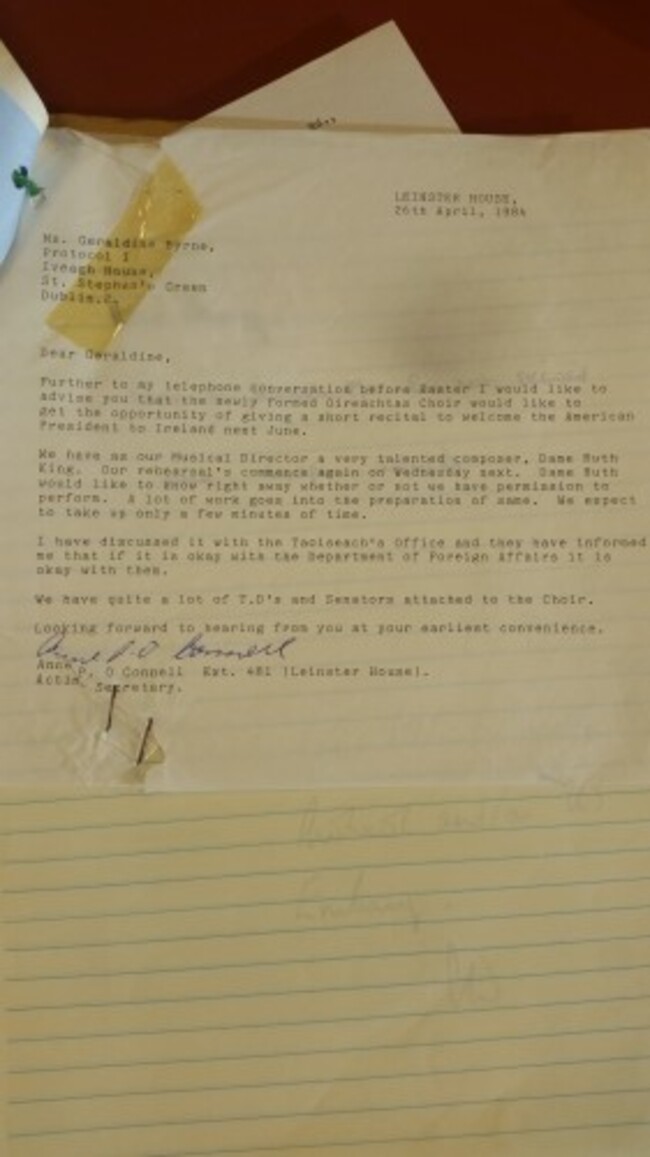 LEINSTER HOUSE,
26th April, 1984
Ms. Geraldine Byrne,
Protocol I
Iveagh House,
St. Stephen's Green
Dublin.2.
Dear Geraldine,
Further to my telephone conversation before Easter I would like to
advise you that the newly formed Oireachtas Choir would like to
get the opportunity of giving a short recital to welcome the American
President to Ireland next June.
We have as our Musical Director a very talented composer, Dame Ruth
King. Our rehearsal's commence again on Wednesday next. Dame Ruth
would like to know right away whether or not we have permission to
perform. A lot of work goes into the preparation of same. We expect
to take up only a few minutes of time.
I have discussed it with the Taoiseach's Office and they have informed
me that if it is okay with the Department of Foreign Affairs it is
okay with them.
We have quite a lot of T.D's and Senators attached to the Choir.
Looking forward to hearing from you at your earliest convenience.
Anne P. O Connell
Anne P. O Connell Ext. 481 (Leinster House).
Acting Secretary.